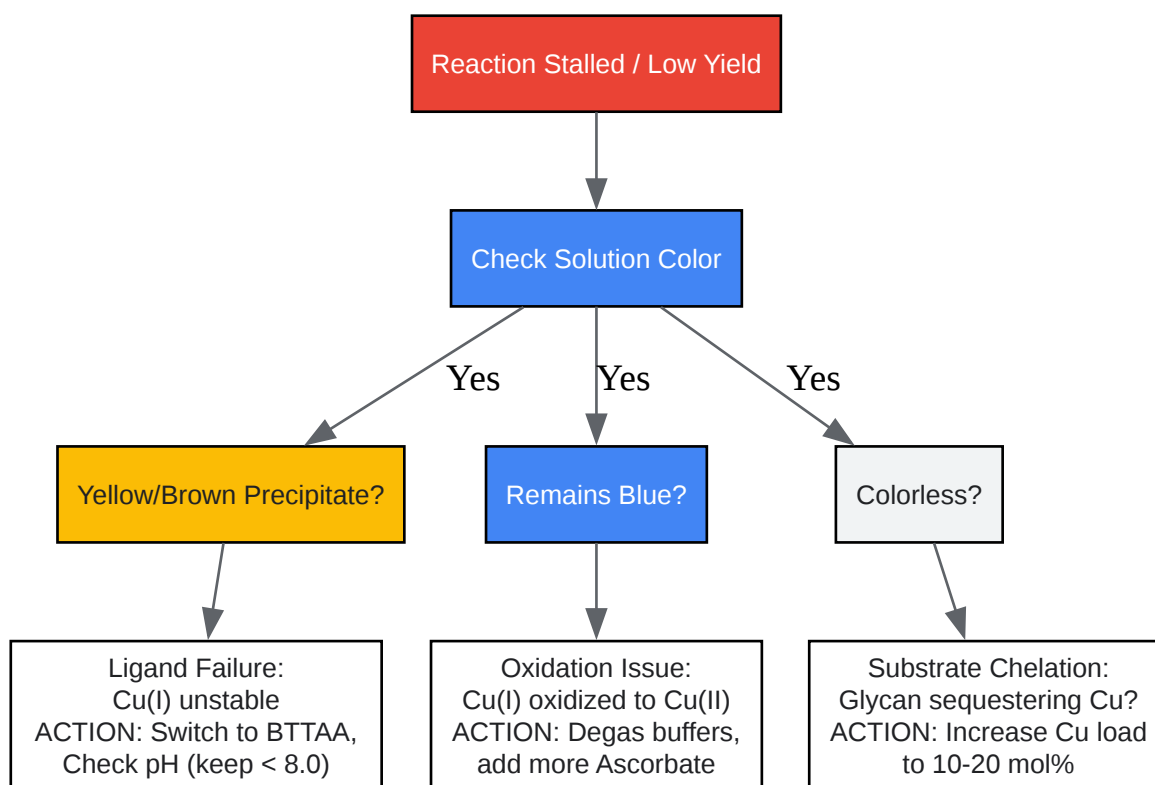 Reaction Stalled / Low Yield
Check Solution Color
Yes
Yes
Yes
Yellow/Brown Precipitate?
Remains Blue?
Colorless?
Ligand Failure:
Cu(I) unstable
ACTION: Switch to BTTAA,
Check pH (keep < 8.0)
Oxidation Issue:
Cu(I) oxidized to Cu(II)
ACTION: Degas buffers,
add more Ascorbate
Substrate Chelation:
Glycan sequestering Cu?
ACTION: Increase Cu load
to 10-20 mol%